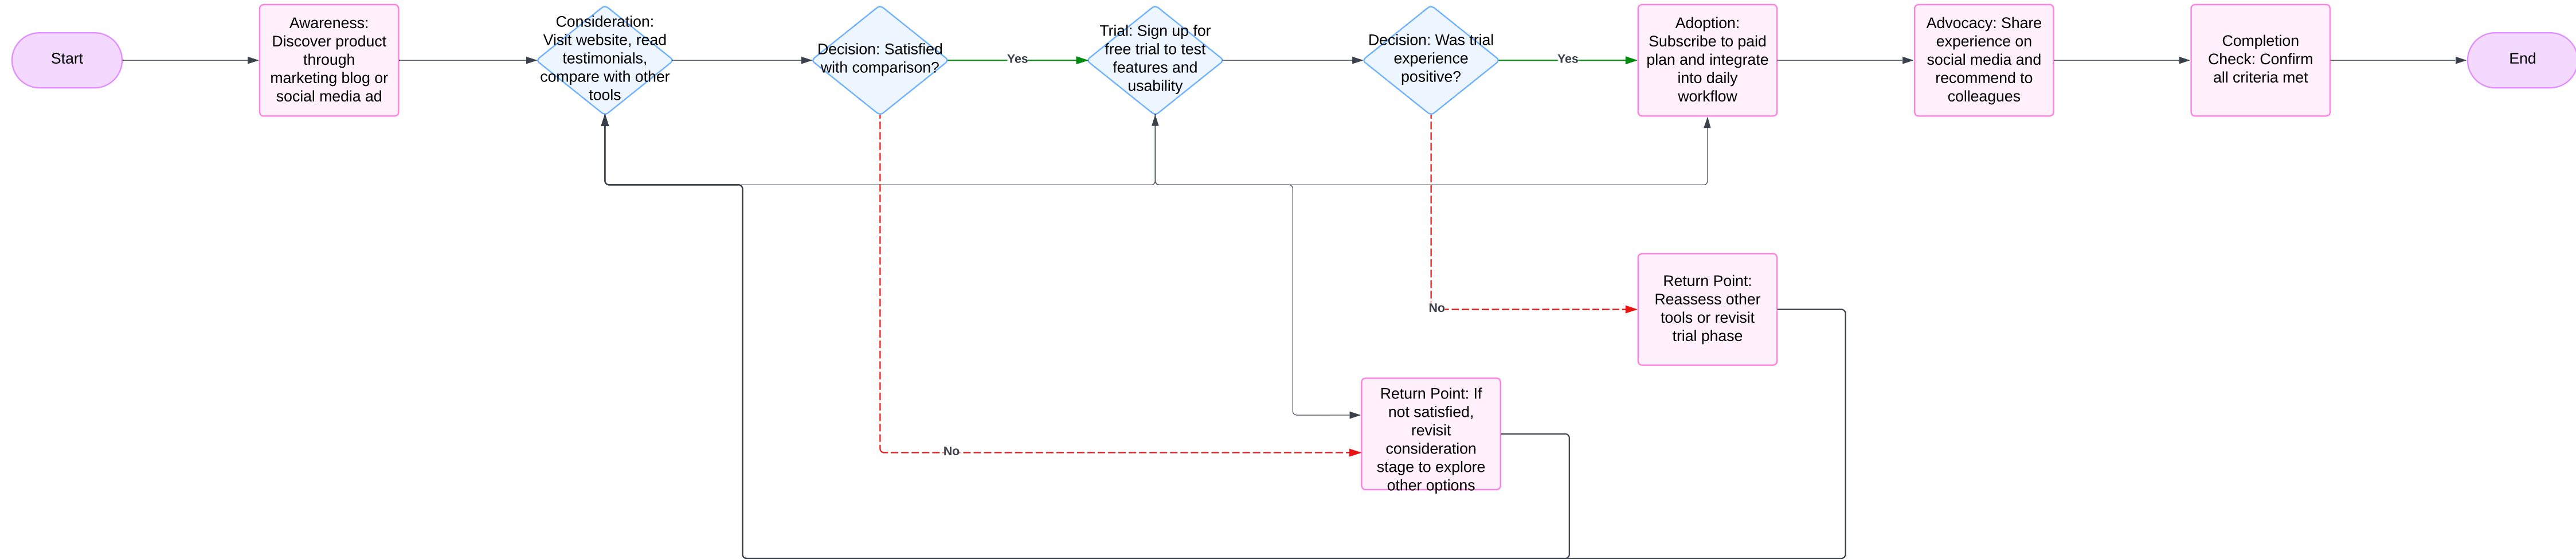 Start
Awareness:
Discover product
through
marketing blog or
social media ad
Consideration:
Visit website, read
testimonials,
compare with other
tools
Decision: Satisfied
with comparison?
Yes
Trial: Sign up for
free trial to test
features and
usability
Decision: Was trial
experience
positive?
Yes
Adoption:
Subscribe to paid
plan and integrate
into daily
workflow
Advocacy: Share
experience on
social media and
recommend to
colleagues
Completion
Check: Confirm
all criteria met
End
No
Return Point:
Reassess other
tools or revisit
trial phase
No
Return Point: If
not satisfied,
revisit
consideration
stage to explore
other options